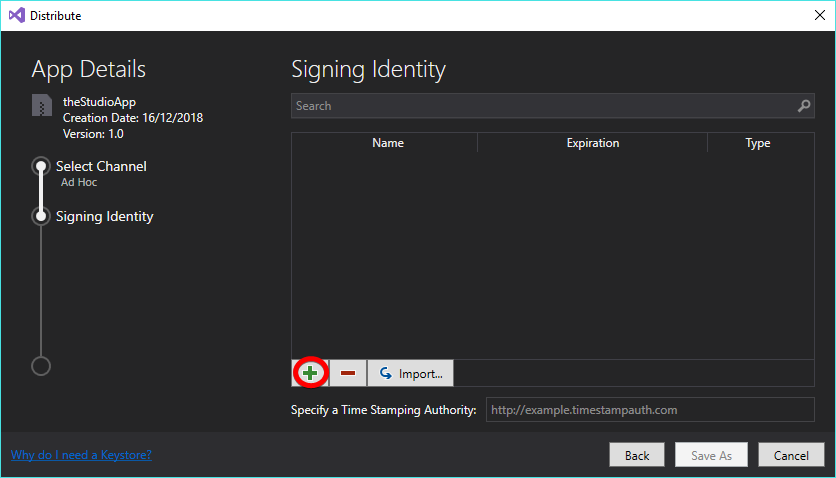 Distribute
App Details
theStudioApp
Creation Date: 16/12/2018
Version: 1.0
Select Channel
Ad Hoc
Signing Identity
Signing Identity
Search
Name Expiration Type
Import...
Specify a Time Stamping Authority: http://example.timestampauth.com
Why do I need a Keystore? Back Save As Cancel